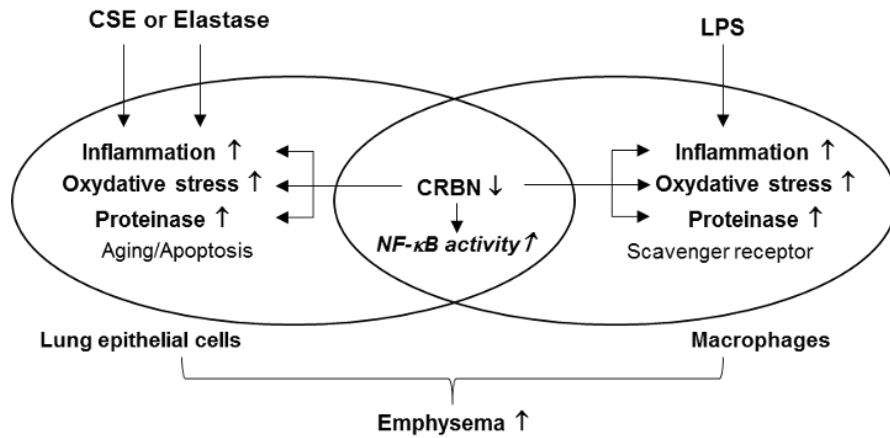 CSE or Elastase
LPS
Inflammation ↑
Oxydative stress ↑
Proteinase ↑
Aging/Apoptosis
CRBN ↓
NF-κB activity ↑
Inflammation ↑
Oxydative stress ↑
Proteinase ↑
Scavenger receptor
Lung epithelial cells
Macrophages
Emphysema ↑